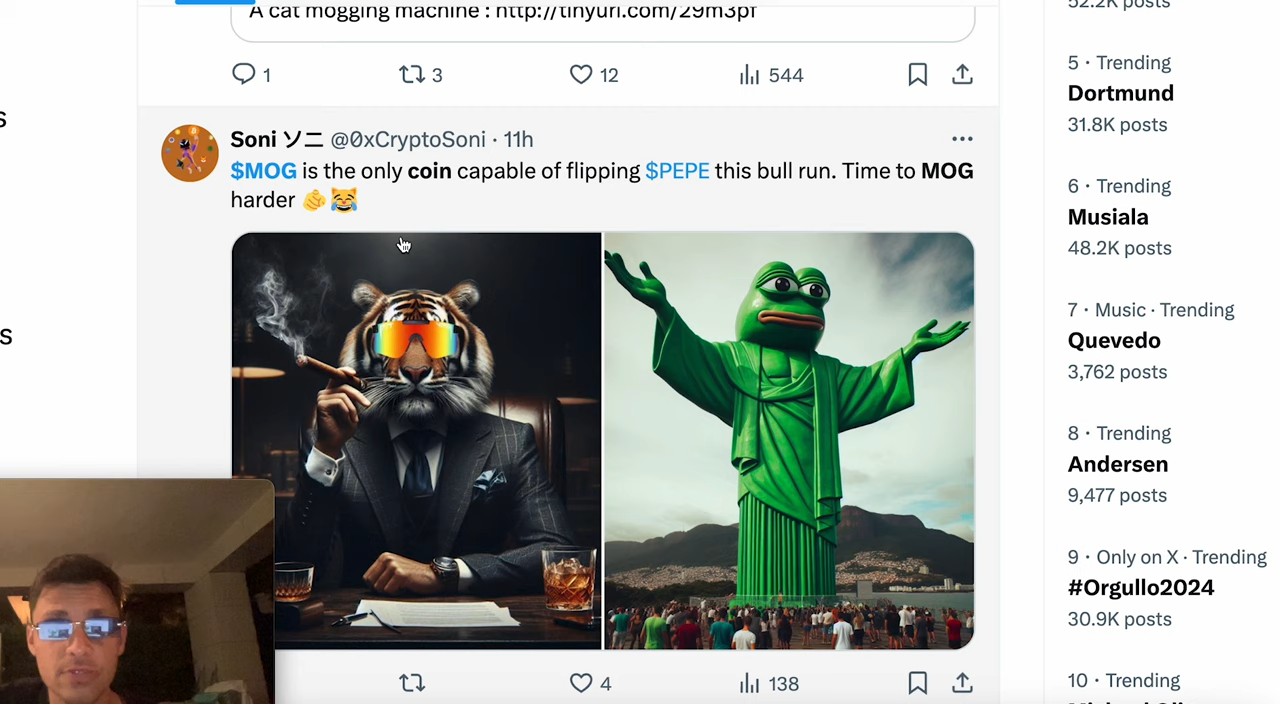 A cat mogging machine : http://tinyurl.com/29m3pf
1
3
12
544
Soni ソニ @0xCryptoSoni · 11h
$MOG is the only coin capable of flipping $PEPE this bull run. Time to MOG
harder 🫵😹
4
138
52.2K posts
5 · Trending
Dortmund
31.8K posts
6 · Trending
Musiala
48.2K posts
7 · Music · Trending
Quevedo
3,762 posts
8 · Trending
Andersen
9,477 posts
9 · Only on X · Trending
#Orgullo2024
30.9K posts
10 · Trending
s
s